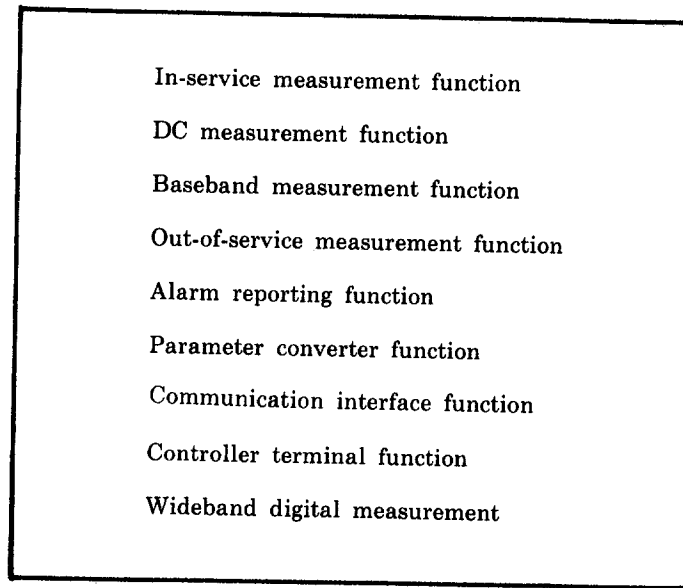 In-service measurement function
DC measurement function
Baseband measurement function
Out-of-service measurement function
Alarm reporting function
Parameter converter function
Communication interface function
Controller terminal function
Wideband digital measurement